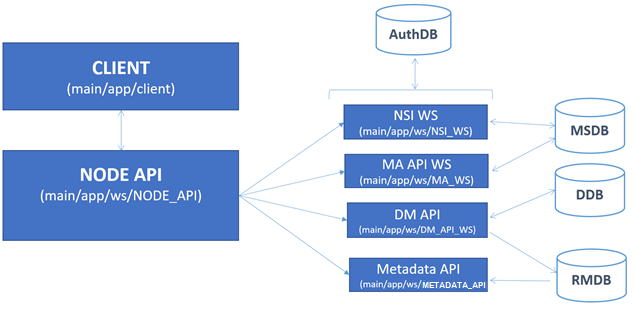 AuthDB
CLIENT
(main/app/client)
NODE API
(main/app/ws/NODE_API)
NSI WS
(main/app/ws/NSI_WS)
MA API WS
(main/app/ws/MA_WS)
DM API
(main/app/ws/DM_API_WS)
Metadata API
(main/app/ws/METADATA_API)
MSDB
DDB
RMDB